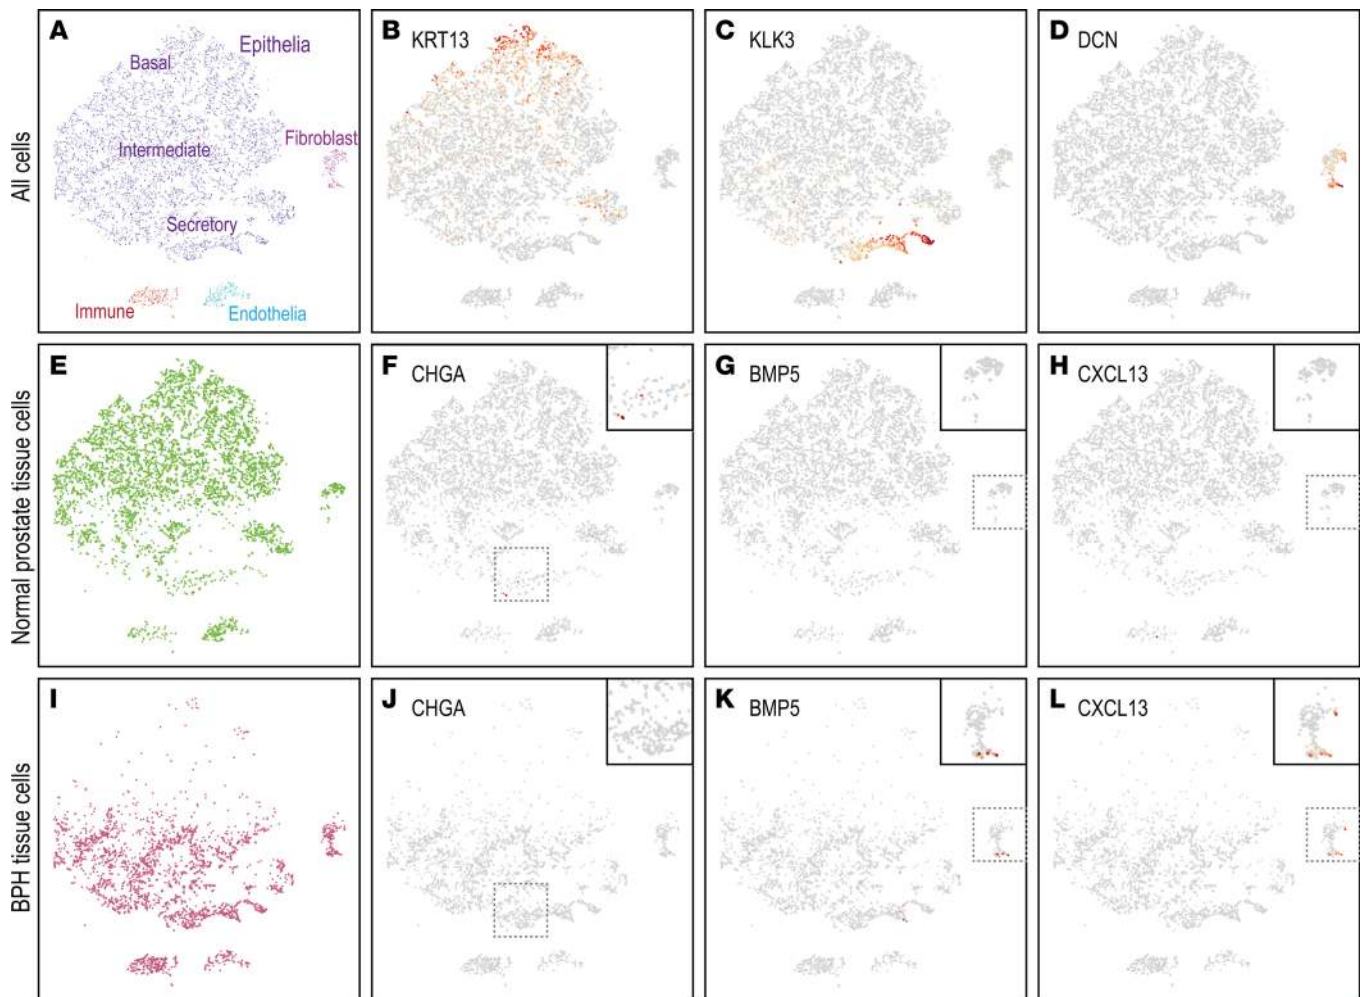 All cells
A
Epithelia
Basal
Fibroblast
Intermediate
Secretory
Immune
Endothelia
B KRT13
C KLK3
D DCN
Normal prostate tissue cells
E
F CHGA
G BMP5
H CXCL13
BPH tissue cells
I
J CHGA
K BMP5
L CXCL13